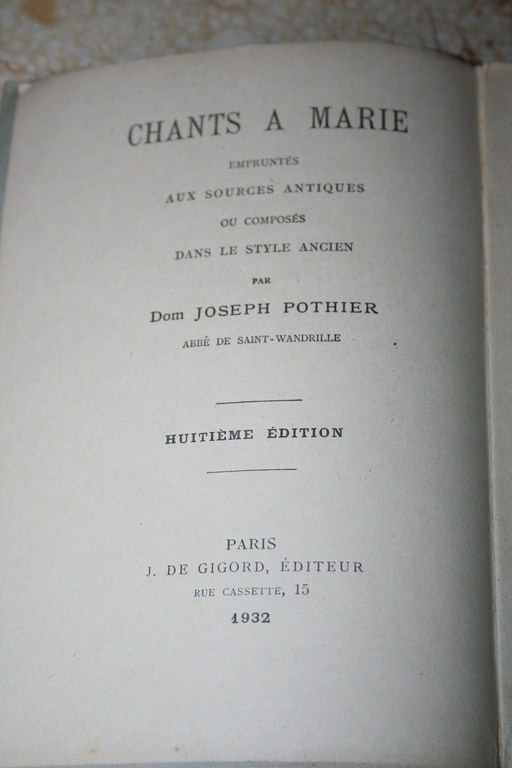 CHANTS A MARIE
EMPRUNTÉS
AUX SOURCES ANTIQUES
OU COMPOSÉS
DANS LE STYLE ANCIEN
PAR
Dom JOSEPH POTHIER
ABBÉ DE SAINT-WANDRILLE
HUITIÈME ÉDITION
PARIS
J. DE GIGORD, ÉDITEUR
RUE CASSETTE, 15
1932